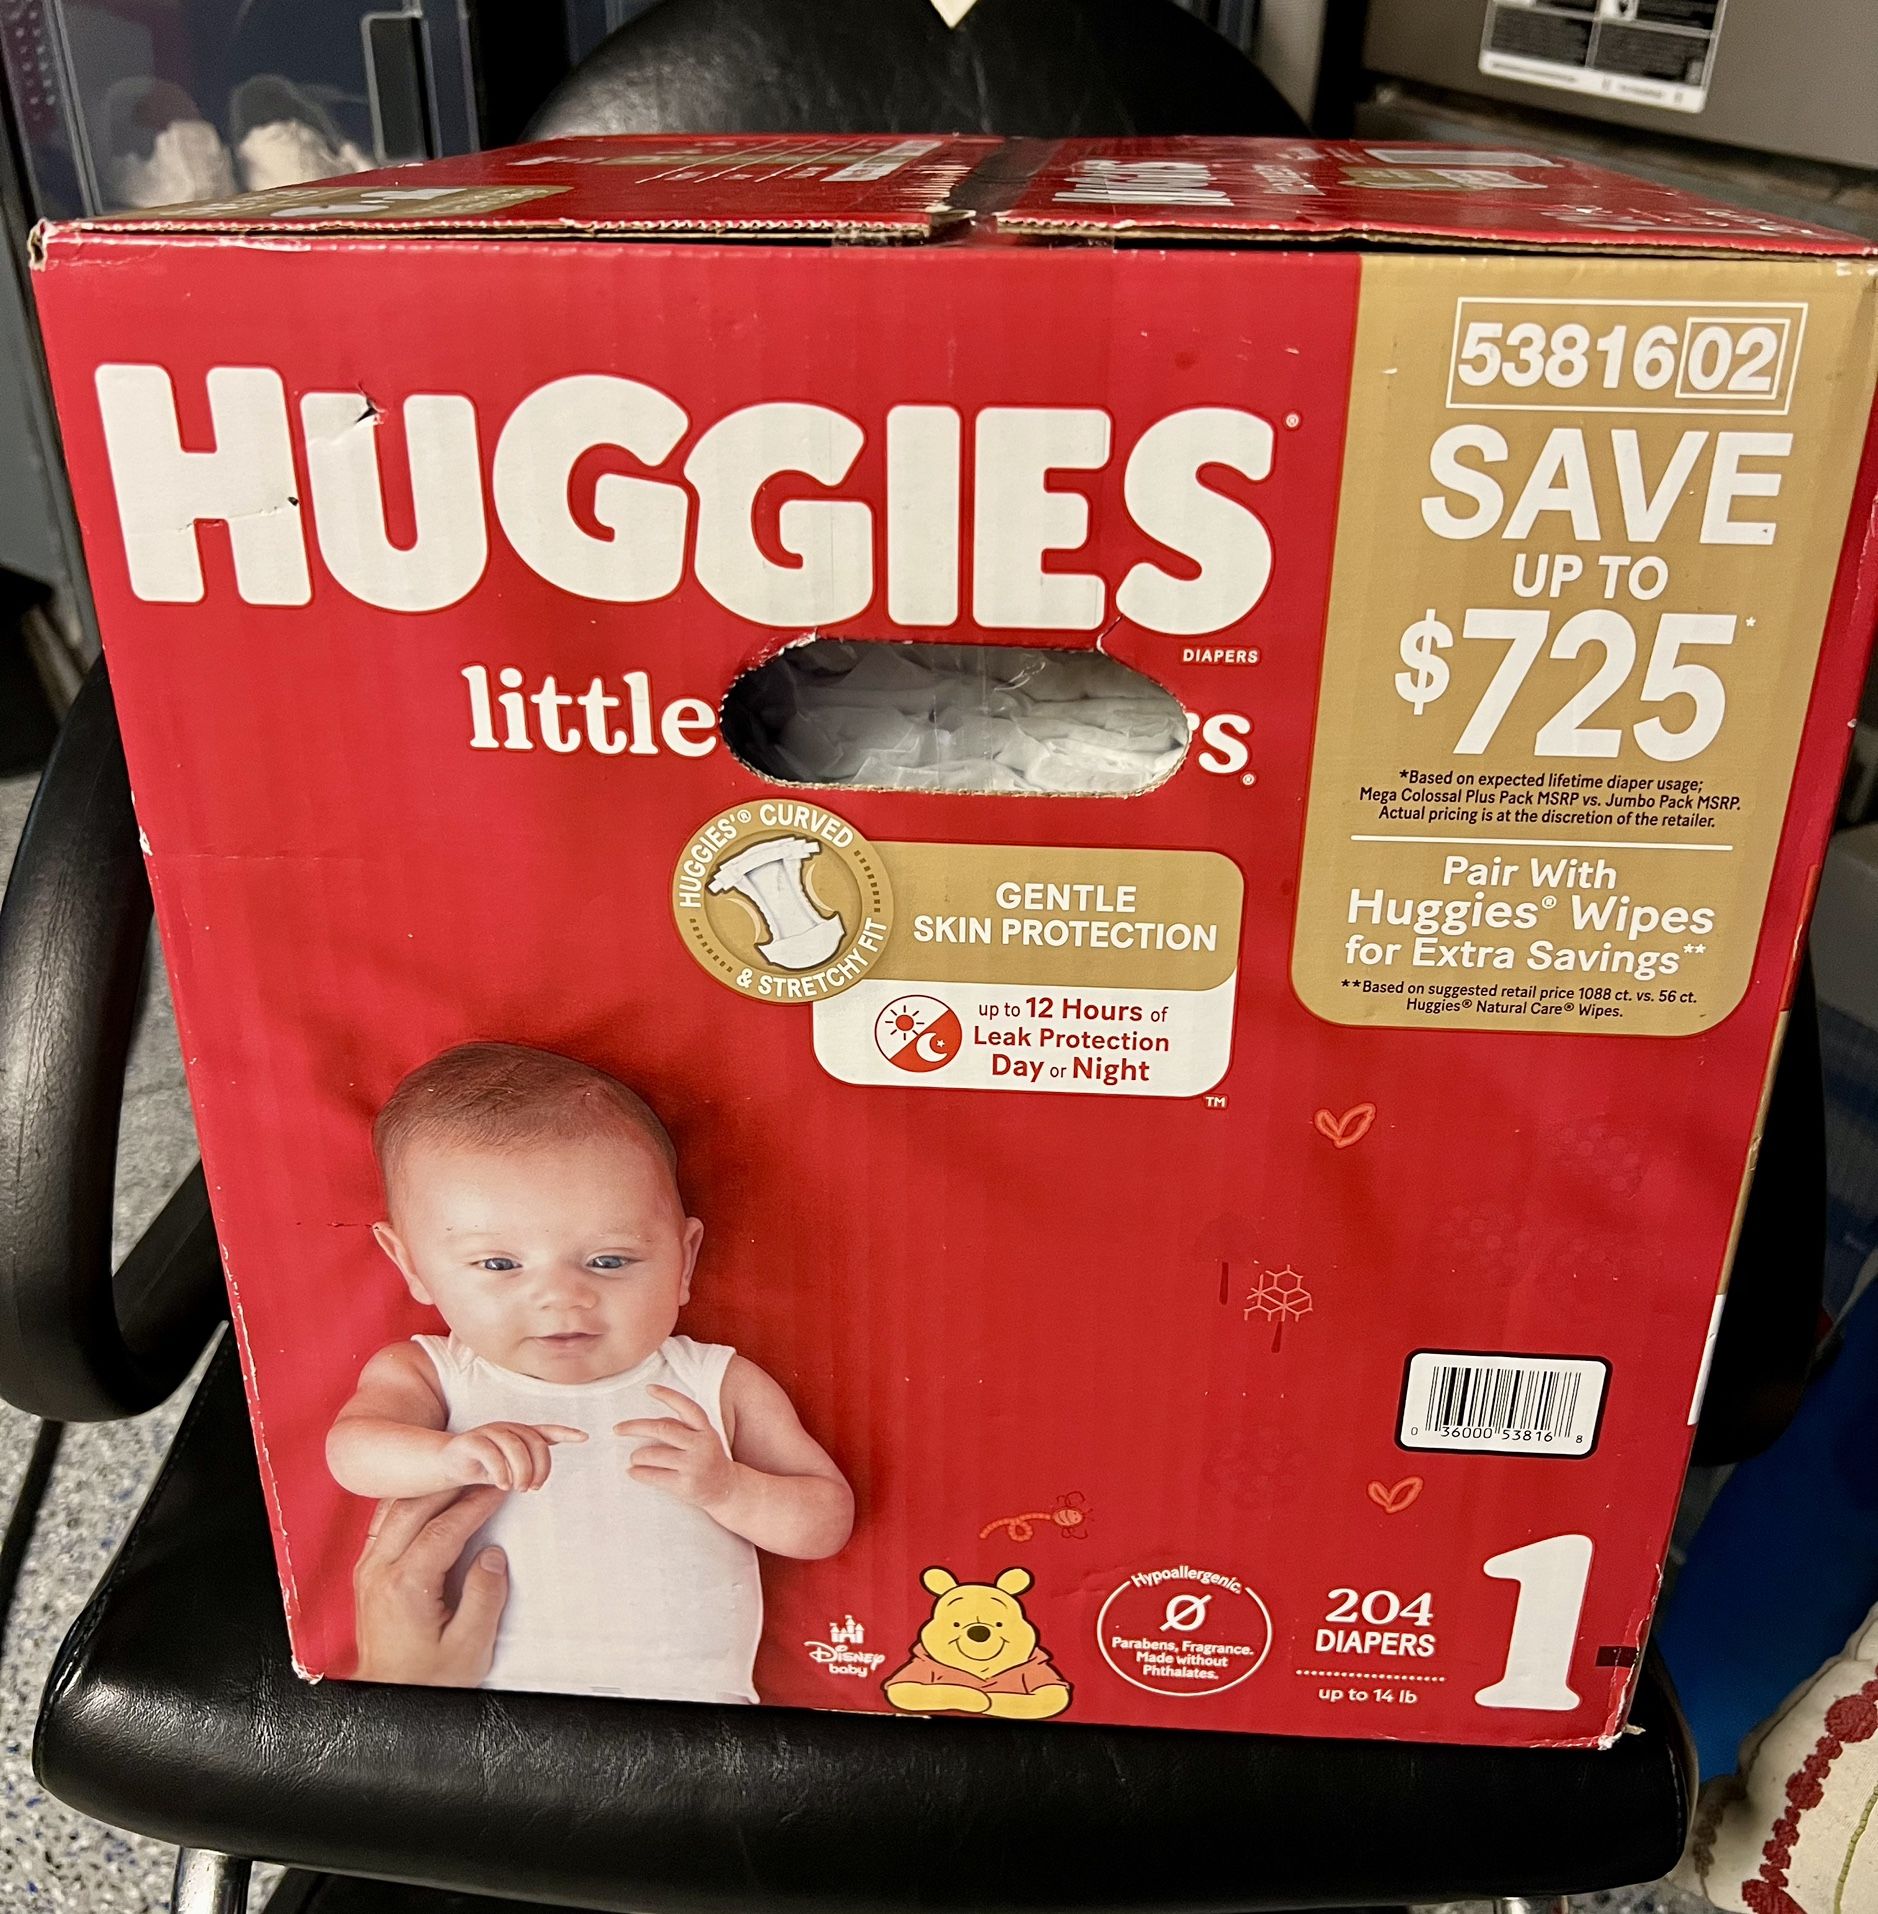 HUGGIES®
DIAPERS
little s®
HUGGIES'® CURVED
& STRETCHY FIT
GENTLE
SKIN PROTECTION
up to 12 Hours of
Leak Protection
Day or Night
TM
5381602
SAVE
UP TO
$725*
*Based on expected lifetime diaper usage;
Mega Colossal Plus Pack MSRP vs. Jumbo Pack MSRP.
Actual pricing is at the discretion of the retailer.
Pair With
Huggies® Wipes
for Extra Savings**
**Based on suggested retail price 1088 ct. vs. 56 ct.
Huggies® Natural Care® Wipes.
0 36000 53816 8
Disney
baby
Hypoallergenic.
Parabens, Fragrance.
Made without
Phthalates.
204
DIAPERS
up to 14 lb
1
HUGGIES